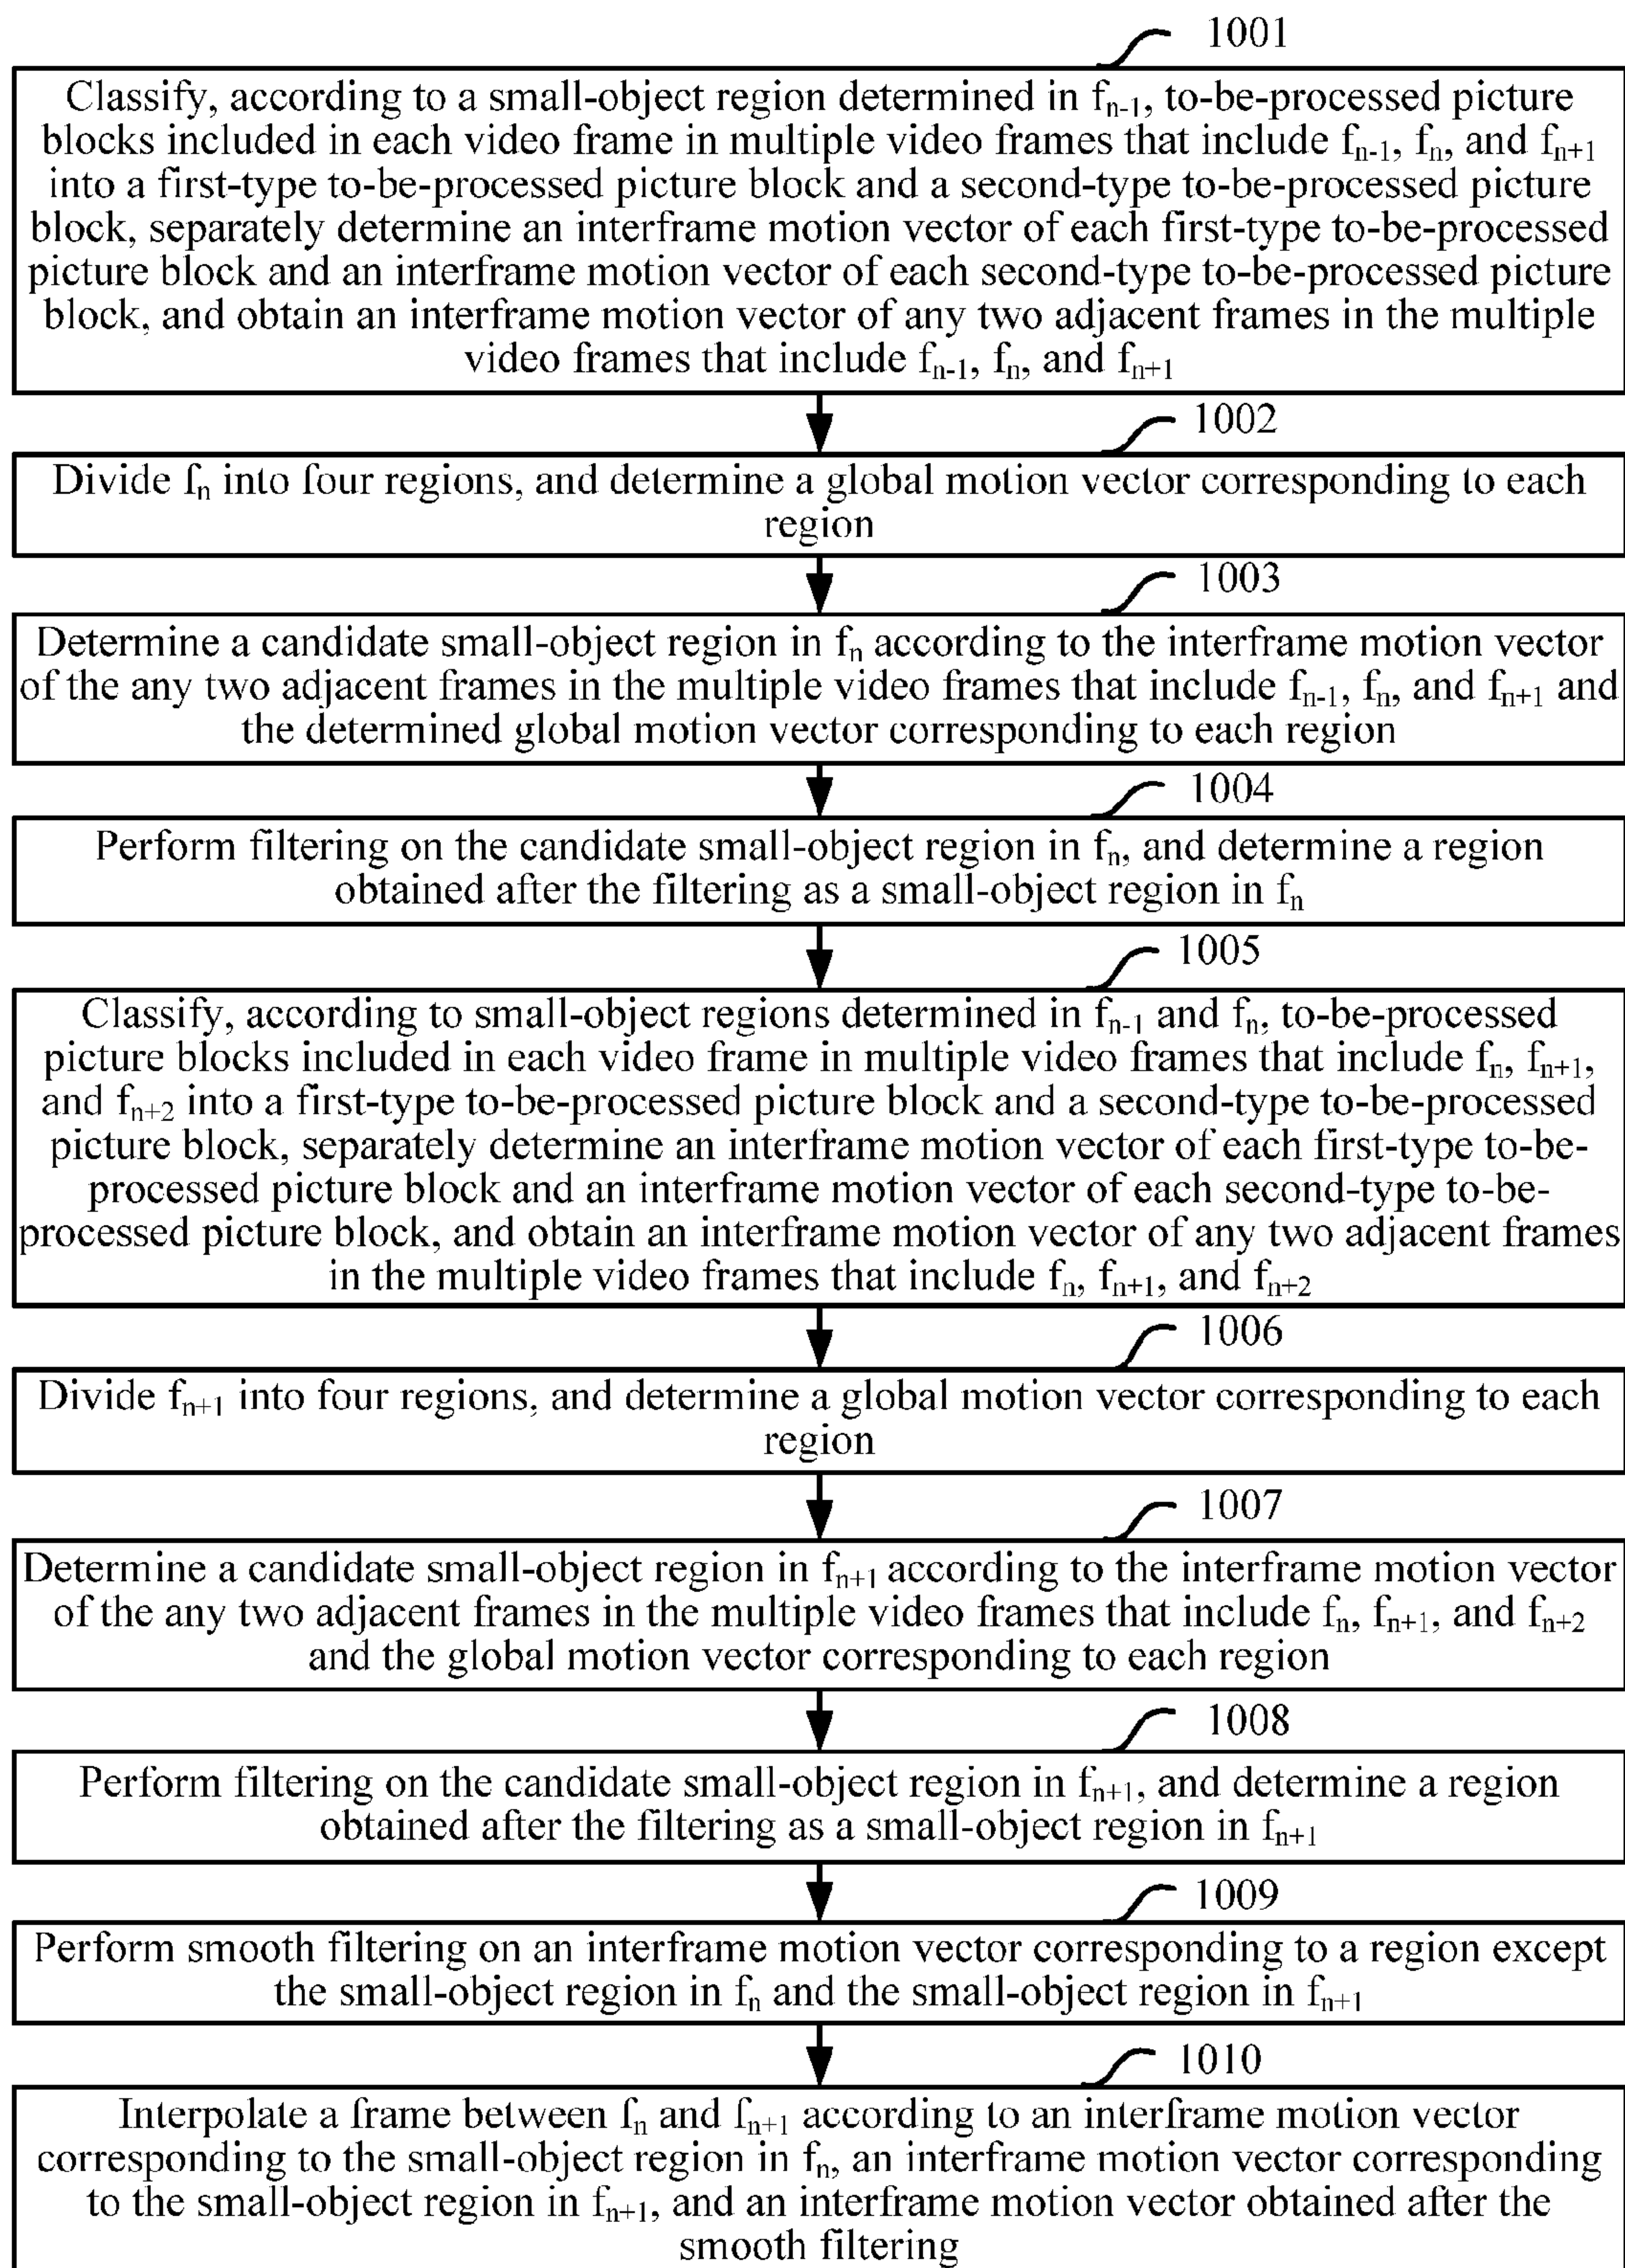 1001
Classify, according to a small-object region determined in fn-1, to-be-processed picture
blocks included in each video frame in multiple video frames that include fn-1, fn, and fn+1
into a first-type to-be-processed picture block and a second-type to-be-processed picture
block, separately determine an interframe motion vector of each first-type to-be-processed
picture block and an interframe motion vector of each second-type to-be-processed picture
block, and obtain an interframe motion vector of any two adjacent frames in the multiple
video frames that include fn-1, fn, and fn+1
1002
Divide fn into four regions, and determine a global motion vector corresponding to each
region
1003
Determine a candidate small-object region in fn according to the interframe motion vector
of the any two adjacent frames in the multiple video frames that include fn-1, fn, and fn+1 and
the determined global motion vector corresponding to each region
1004
Perform filtering on the candidate small-object region in fn, and determine a region
obtained after the filtering as a small-object region in fn
1005
Classify, according to small-object regions determined in fn-1 and fn, to-be-processed
picture blocks included in each video frame in multiple video frames that include fn, fn+1,
and fn+2 into a first-type to-be-processed picture block and a second-type to-be-processed
picture block, separately determine an interframe motion vector of each first-type to-be-
processed picture block and an interframe motion vector of each second-type to-be-
processed picture block, and obtain an interframe motion vector of any two adjacent frames
in the multiple video frames that include fn, fn+1, and fn+2
1006
Divide fn+1 into four regions, and determine a global motion vector corresponding to each
region
1007
Determine a candidate small-object region in fn+1 according to the interframe motion vector
of the any two adjacent frames in the multiple video frames that include fn, fn+1, and fn+2
and the global motion vector corresponding to each region
1008
Perform filtering on the candidate small-object region in fn+1, and determine a region
obtained after the filtering as a small-object region in fn+1
1009
Perform smooth filtering on an interframe motion vector corresponding to a region except
the small-object region in fn and the small-object region in fn+1
1010
Interpolate a frame between fn and fn+1 according to an interframe motion vector
corresponding to the small-object region in fn, an interframe motion vector corresponding
to the small-object region in fn+1, and an interframe motion vector obtained after the
smooth filtering